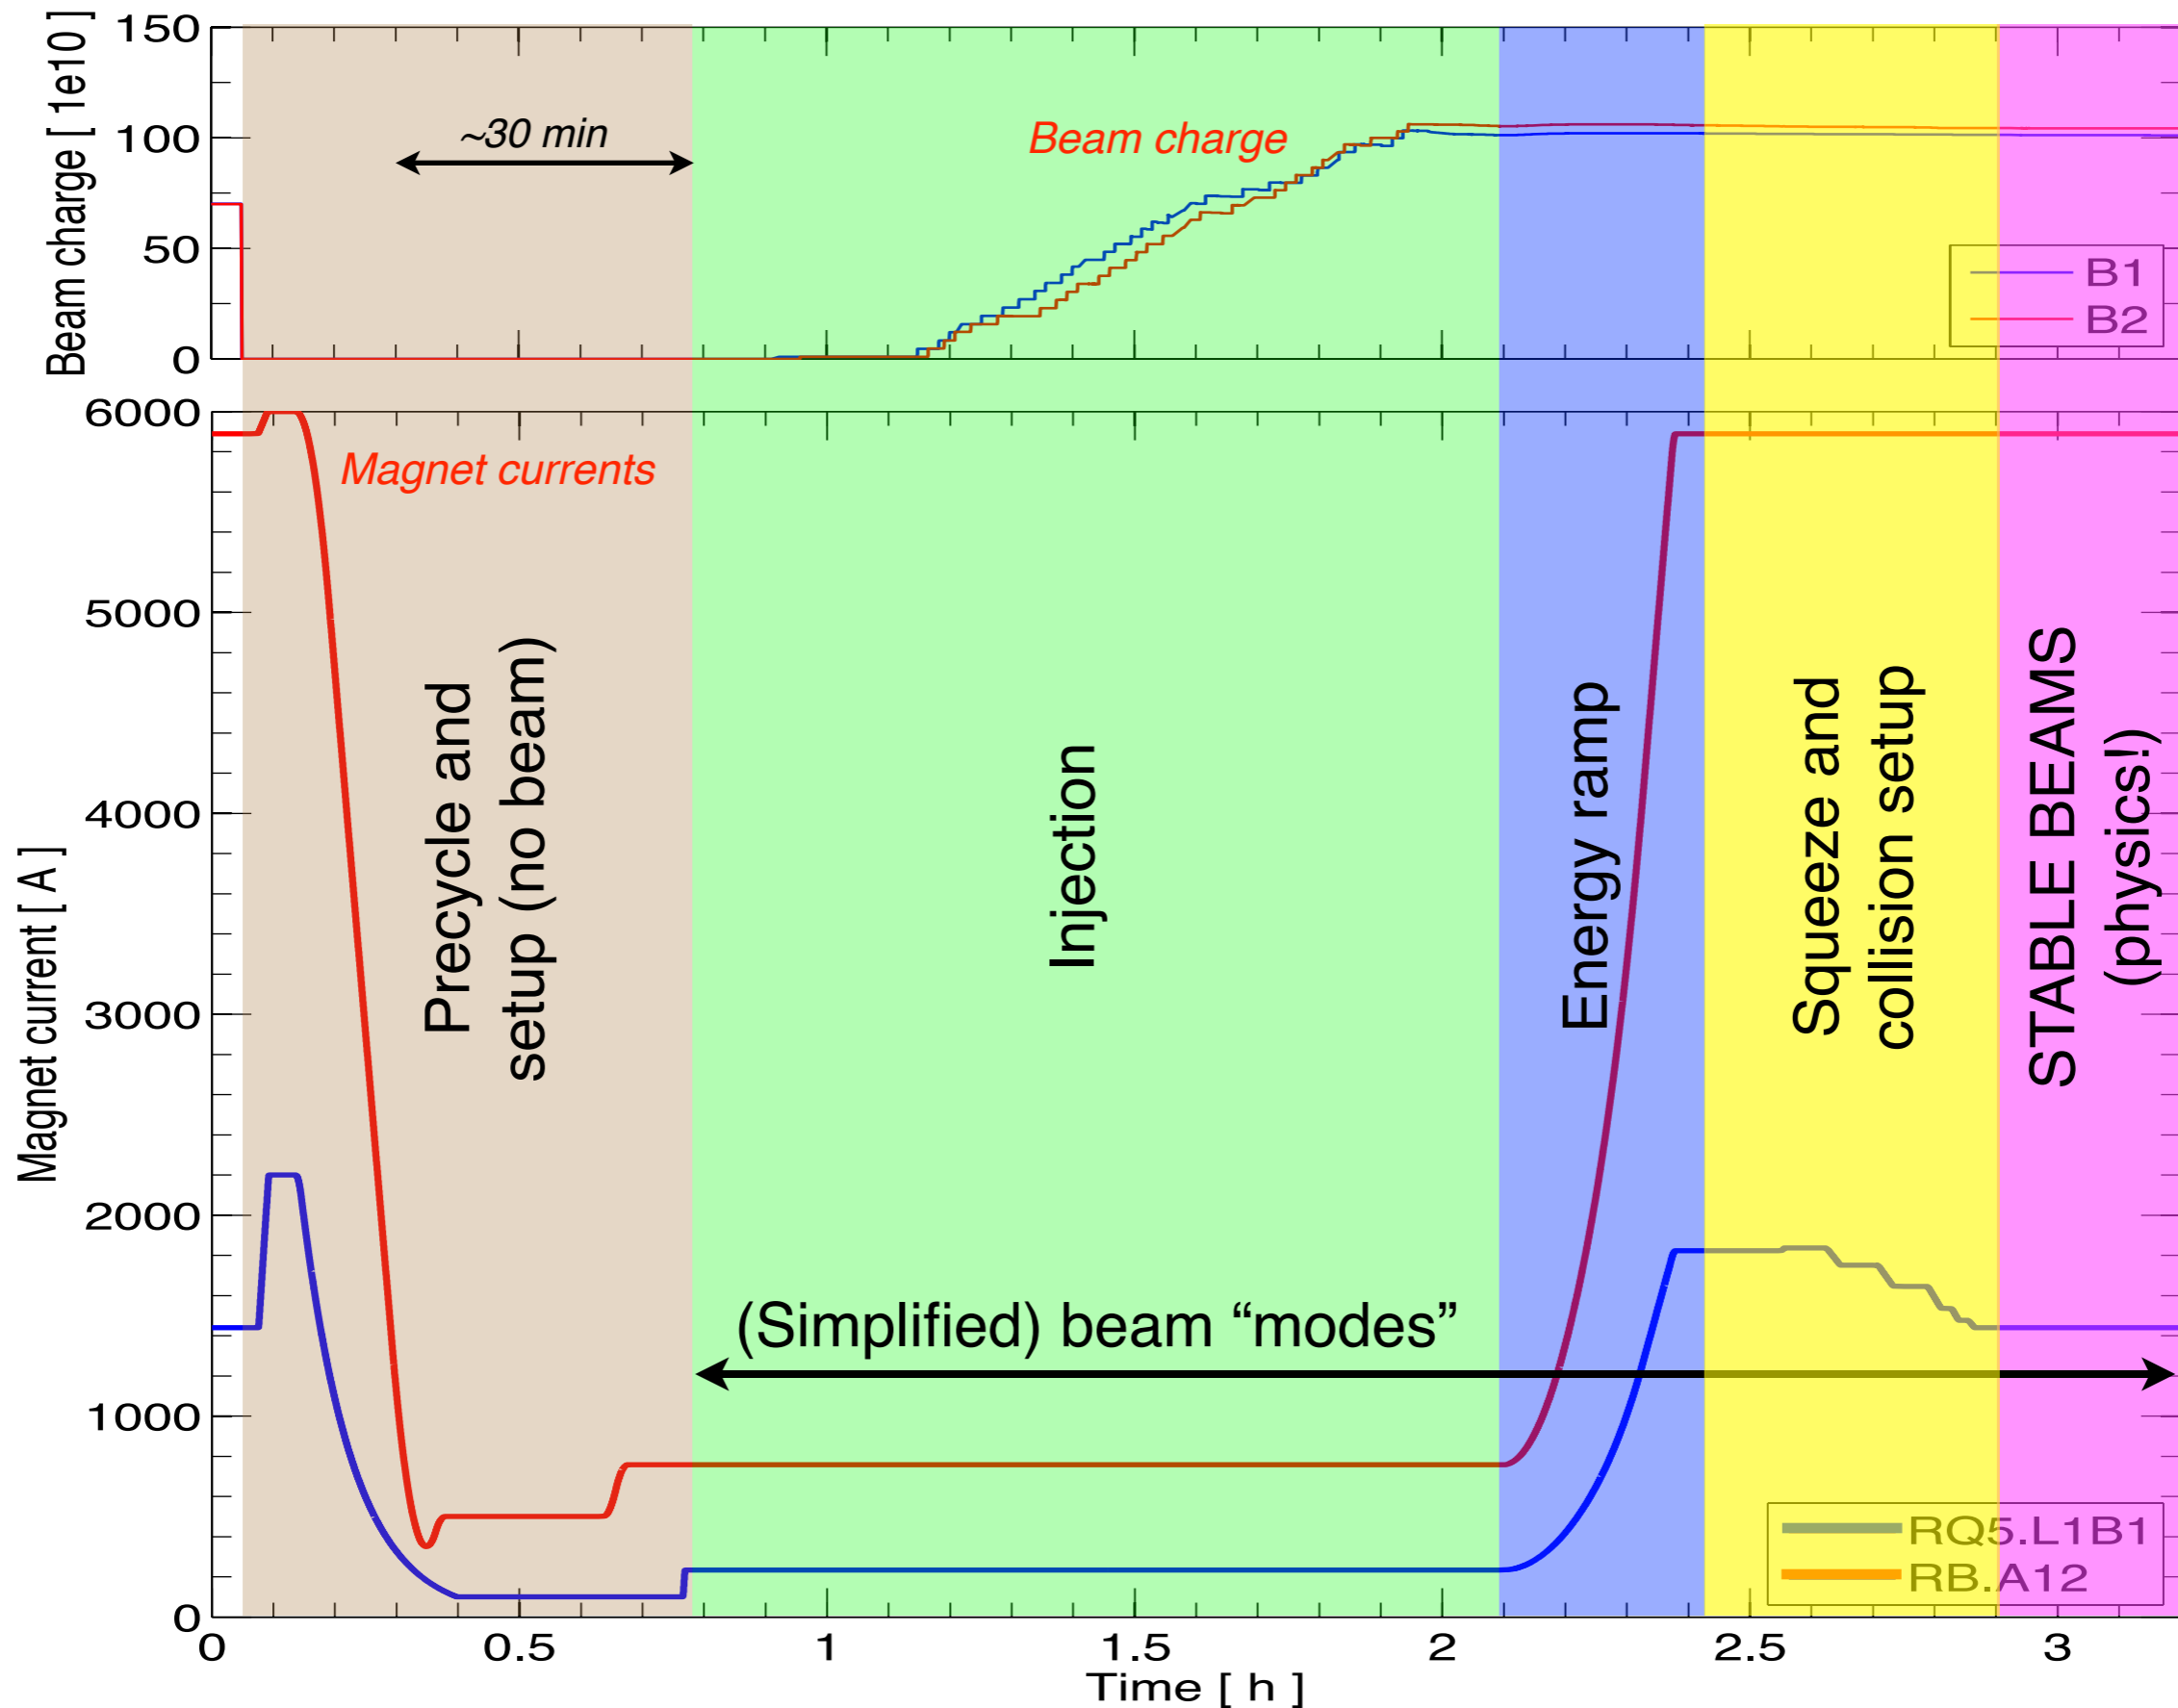 Beam charge [ 1e10 ]
150
100
50
0
~30 min
Beam charge
B1
B2
Magnet current [ A ]
6000
5000
4000
3000
2000
1000
0
Magnet currents
Precycle and
setup (no beam)
Injection
Energy ramp
Squeeze and
collision setup
STABLE BEAMS
(physics!)
(Simplified) beam “modes”
RQ5.L1B1
RB.A12
0
0.5
1
1.5
2
2.5
3
Time [ h ]